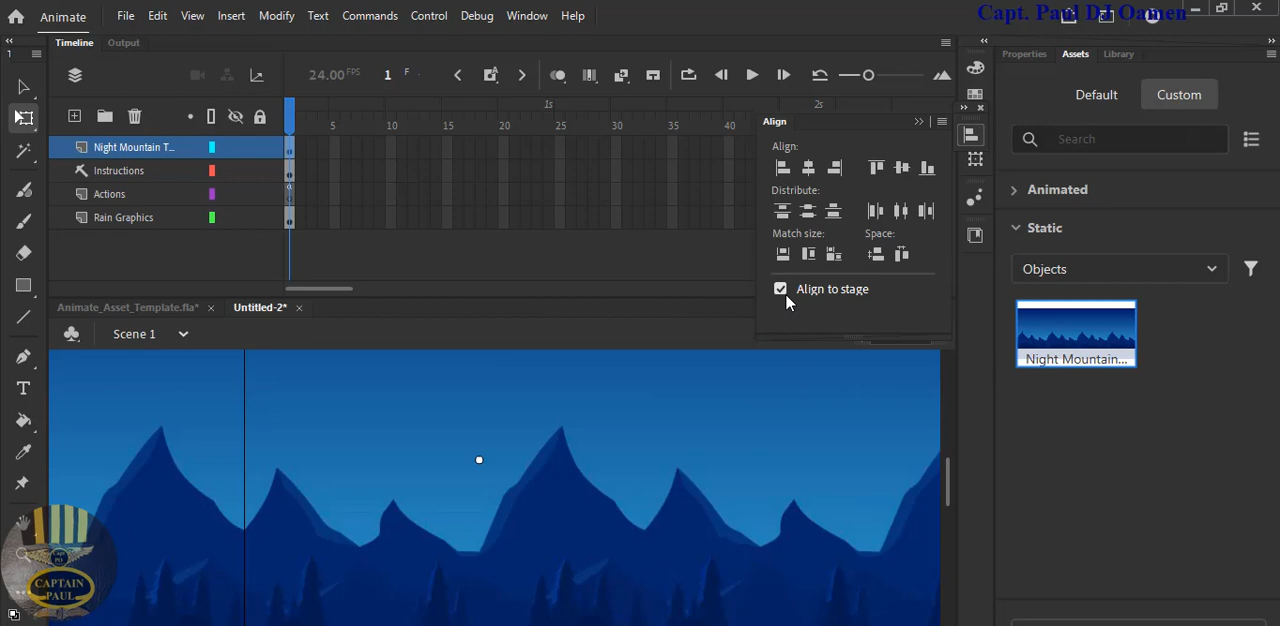 Capt. Paul DJ Oamen
Animate
File Edit View Insert Modify Text Commands Control Debug Window Help
Timeline Output
Properties Assets Library
1
24.00 FPS 1 F
Default Custom
1s 2s
5 10 15 20 25 30 35 40
Align
Search
Night Mountain T...
Align:
Instructions
Animated
Actions
Distribute:
Rain Graphics
Static
Match size: Space:
Objects
Align to stage
Animate_Asset_Template.fla* × Untitled-2* ×
Scene 1
Night Mountain...
Capt
PO
CAPTAIN
PAUL